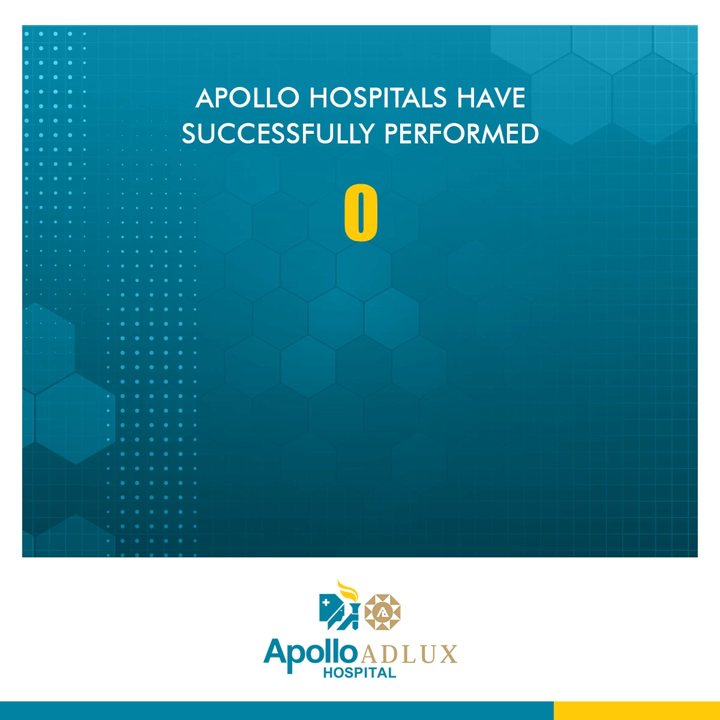 APOLLO HOSPITALS HAVE
SUCCESSFULLY PERFORMED
0
Apollo ADLUX
HOSPITAL